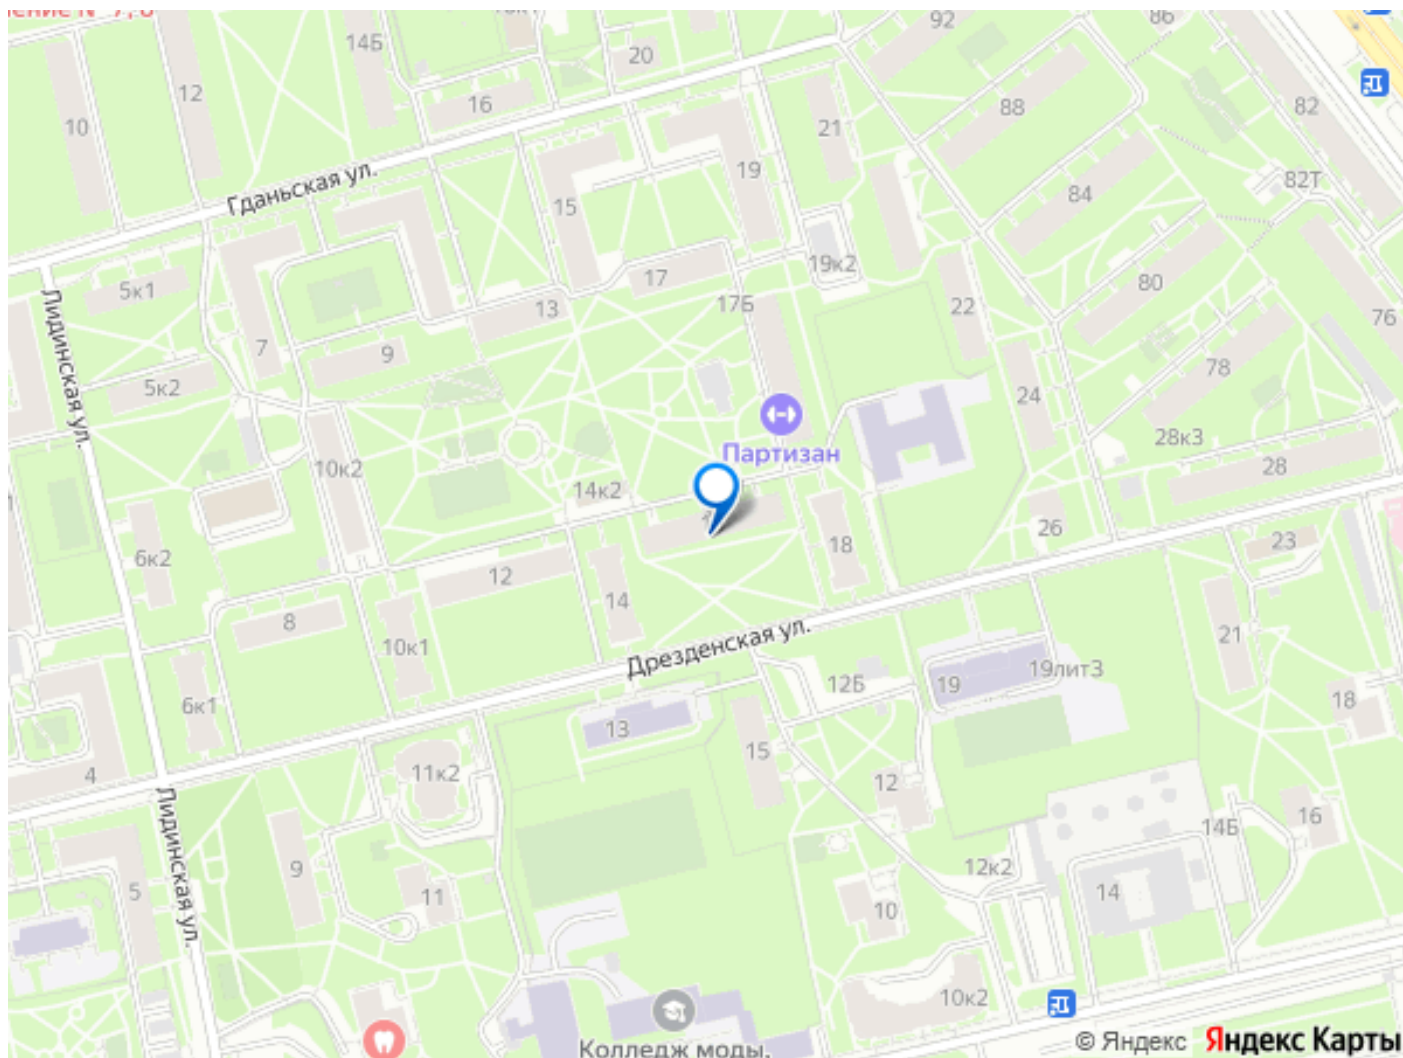 14Б
20
92
86
12
16
88
82
10
21
19
82Т
Гданьская ул.
15
84
5к1
17
19к2
80
Лидинская ул.
7
13
17Б
22
76
9
5к2
24
78
Партизан
28к3
10к2
14к2
28
6к2
18
26
23
12
14
8
10к1
Дрезденская ул.
21
6к1
12Б
19
19лит3
18
13
15
4
11к2
12
Лидинская ул.
16
14Б
9
12к2
5
11
10
14
10к2
Колледж моды,
© Яндекс Яндекс Карты